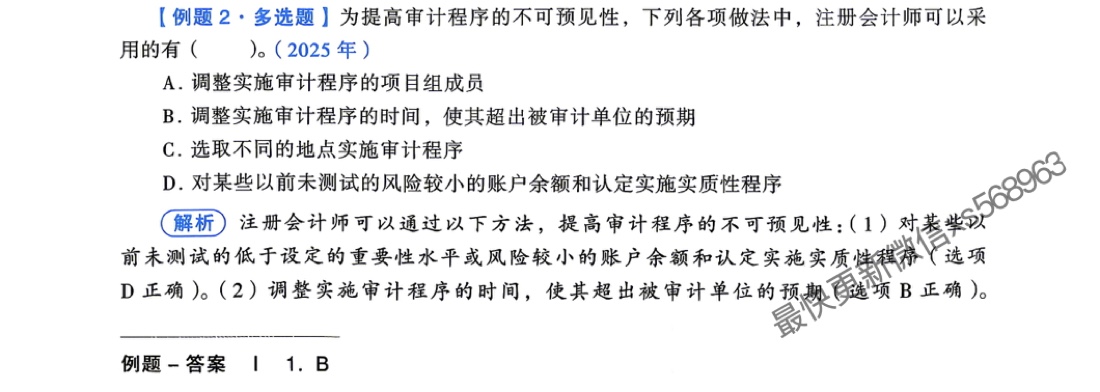 【例题 2 · 多选题】为提高审计程序的不可预见性，下列各项做法中，注册会计师可以采
用的有（　　）。（2025 年）
A. 调整实施审计程序的项目组成员
B. 调整实施审计程序的时间，使其超出被审计单位的预期
C. 选取不同的地点实施审计程序
D. 对某些以前未测试的风险较小的账户余额和认定实施实质性程序
解析 注册会计师可以通过以下方法，提高审计程序的不可预见性：（1）对某些以
前未测试的低于设定的重要性水平或风险较小的账户余额和认定实施实质性程序（选项
D 正确）。（2）调整实施审计程序的时间，使其超出被审计单位的预期（选项 B 正确）。
最快更新微信xs568963
例题 – 答案 | 1. B